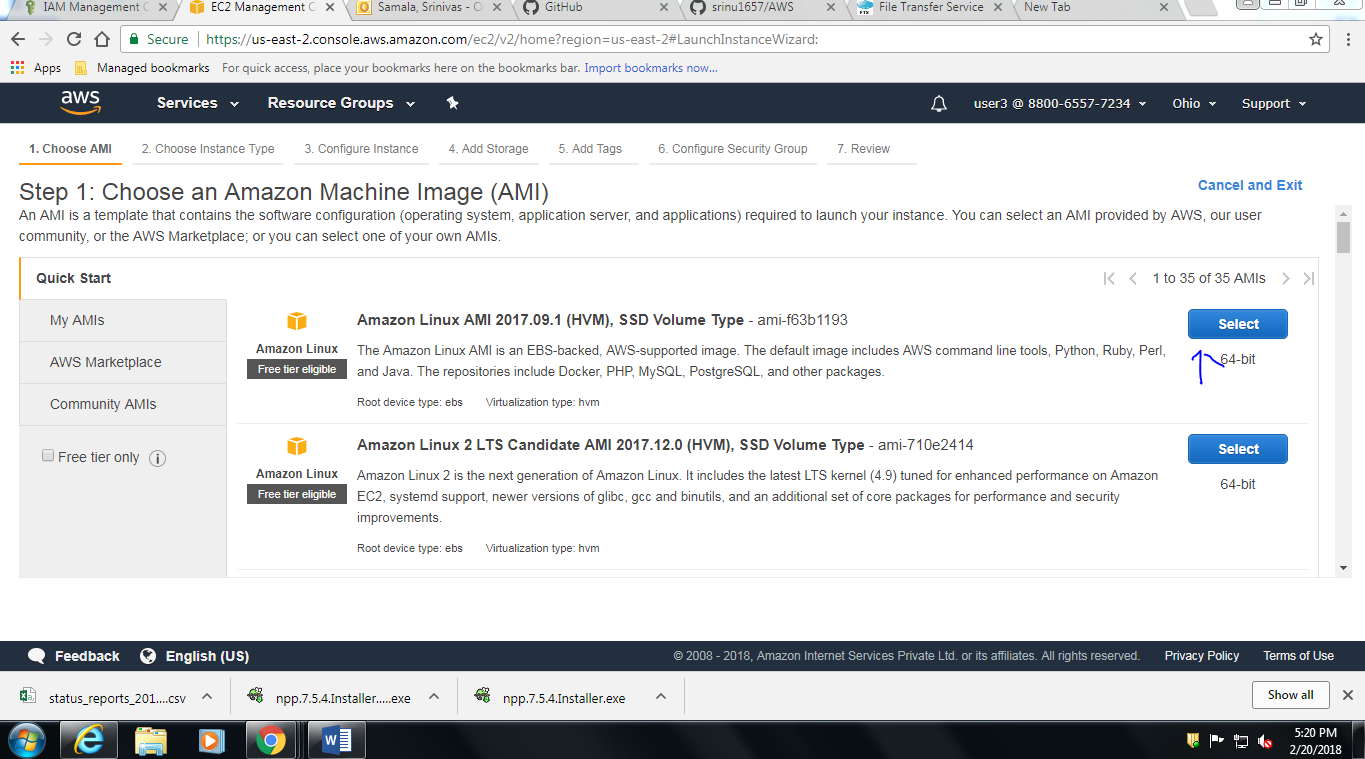 IAM Management C
EC2 Management C
Samala, Srinivas - O
GitHub
srinu1657/AWS
File Transfer Service
New Tab
Secure
https://us-east-2.console.aws.amazon.com/ec2/v2/home?region=us-east-2#LaunchInstanceWizard:
Apps
Managed bookmarks
For quick access, place your bookmarks here on the bookmarks bar. Import bookmarks now...
aws
Services
Resource Groups
user3 @ 8800-6557-7234
Ohio
Support
1. Choose AMI
2. Choose Instance Type
3. Configure Instance
4. Add Storage
5. Add Tags
6. Configure Security Group
7. Review
Step 1: Choose an Amazon Machine Image (AMI)
Cancel and Exit
An AMI is a template that contains the software configuration (operating system, application server, and applications) required to launch your instance. You can select an AMI provided by AWS, our user
community, or the AWS Marketplace; or you can select one of your own AMIs.
Quick Start
My AMIs
AWS Marketplace
Community AMIs
Free tier only
1 to 35 of 35 AMIs
Amazon Linux
Free tier eligible
Amazon Linux AMI 2017.09.1 (HVM), SSD Volume Type - ami-f63b1193
The Amazon Linux AMI is an EBS-backed, AWS-supported image. The default image includes AWS command line tools, Python, Ruby, Perl,
and Java. The repositories include Docker, PHP, MySQL, PostgreSQL, and other packages.
Root device type: ebs
Virtualization type: hvm
Select
64-bit
Amazon Linux
Free tier eligible
Amazon Linux 2 LTS Candidate AMI 2017.12.0 (HVM), SSD Volume Type - ami-710e2414
Amazon Linux 2 is the next generation of Amazon Linux. It includes the latest LTS kernel (4.9) tuned for enhanced performance on Amazon
EC2, systemd support, newer versions of glibc, gcc and binutils, and an additional set of core packages for performance and security
improvements.
Root device type: ebs
Virtualization type: hvm
Select
64-bit
Feedback
English (US)
© 2008 - 2018, Amazon Internet Services Private Ltd. or its affiliates. All rights reserved.
Privacy Policy
Terms of Use
status_reports_201....csv
npp.7.5.4.Installer.....exe
npp.7.5.4.Installer.exe
Show all
5:20 PM
2/20/2018